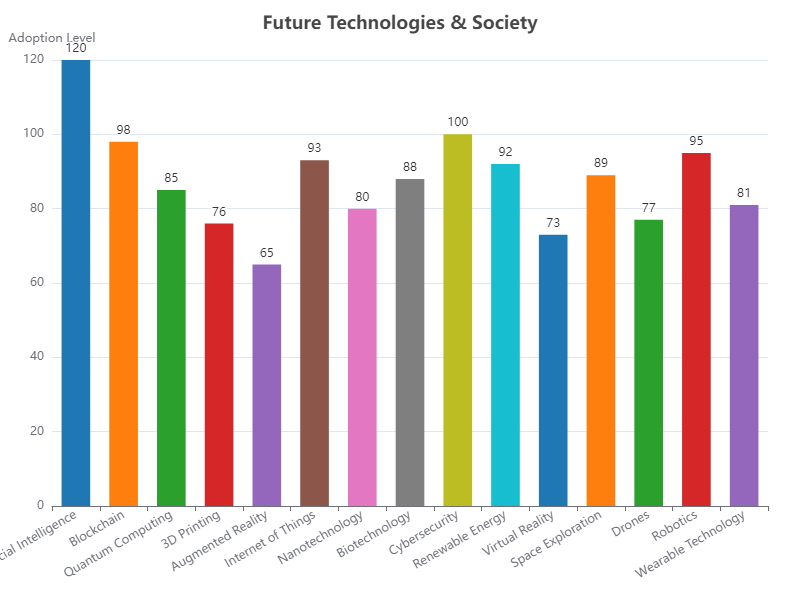 Future Technologies & Society
Adoption Level
120
100
80
60
40
20
0
120
98
85
76
65
93
80
88
100
92
73
89
77
95
81
cial Intelligence
Blockchain
Quantum Computing
3D Printing
Augmented Reality
Internet of Things
Nanotechnology
Biotechnology
Cybersecurity
Renewable Energy
Virtual Reality
Space Exploration
Drones
Robotics
Wearable Technology